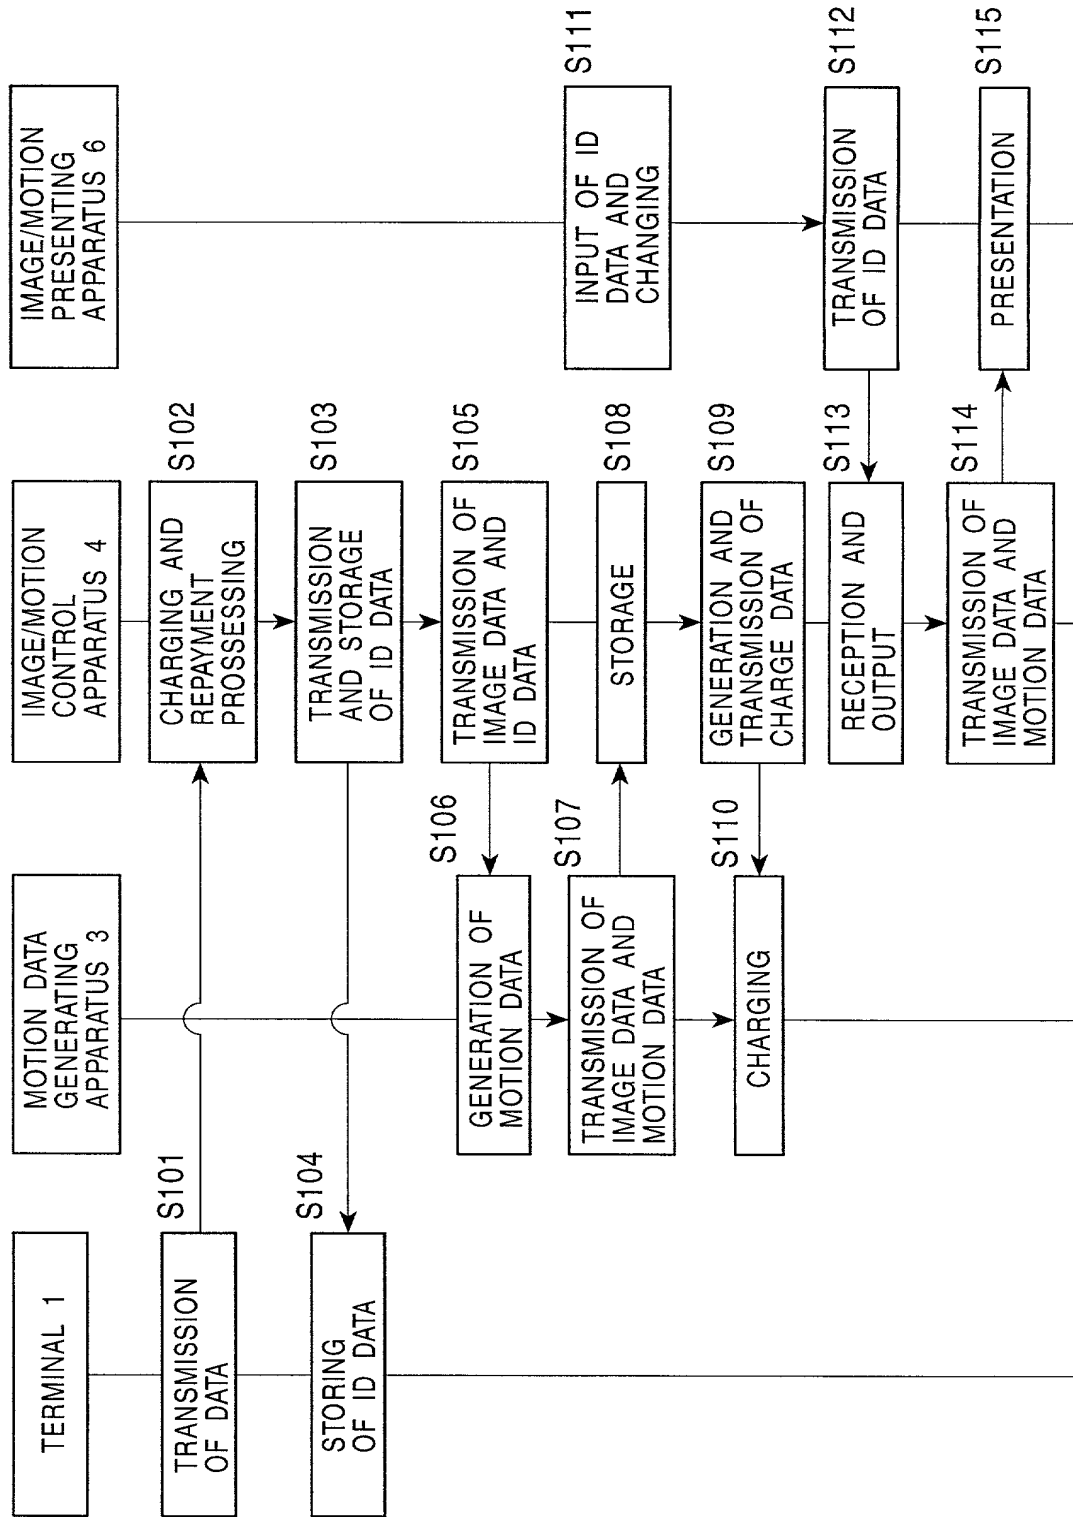 TERMINAL 1
MOTION DATA
GENERATING
APPARATUS 3
IMAGE/MOTION
CONTROL
APPARATUS 4
IMAGE/MOTION
PRESENTING
APPARATUS 6
S101
TRANSMISSION
OF DATA
S102
CHARGING AND
REPAYMENT
PROSSESSING
S103
TRANSMISSION
AND STORAGE
OF ID DATA
S104
STORING
OF ID DATA
S105
TRANSMISSION OF
IMAGE DATA AND
ID DATA
S106
GENERATION OF
MOTION DATA
S107
TRANSMISSION OF
IMAGE DATA AND
MOTION DATA
S108
STORAGE
S109
GENERATION AND
TRANSMISSION OF
CHARGE DATA
S110
CHARGING
S111
INPUT OF ID
DATA AND
CHANGING
S112
TRANSMISSION
OF ID DATA
S113
RECEPTION AND
OUTPUT
S114
TRANSMISSION OF
IMAGE DATA AND
MOTION DATA
S115
PRESENTATION